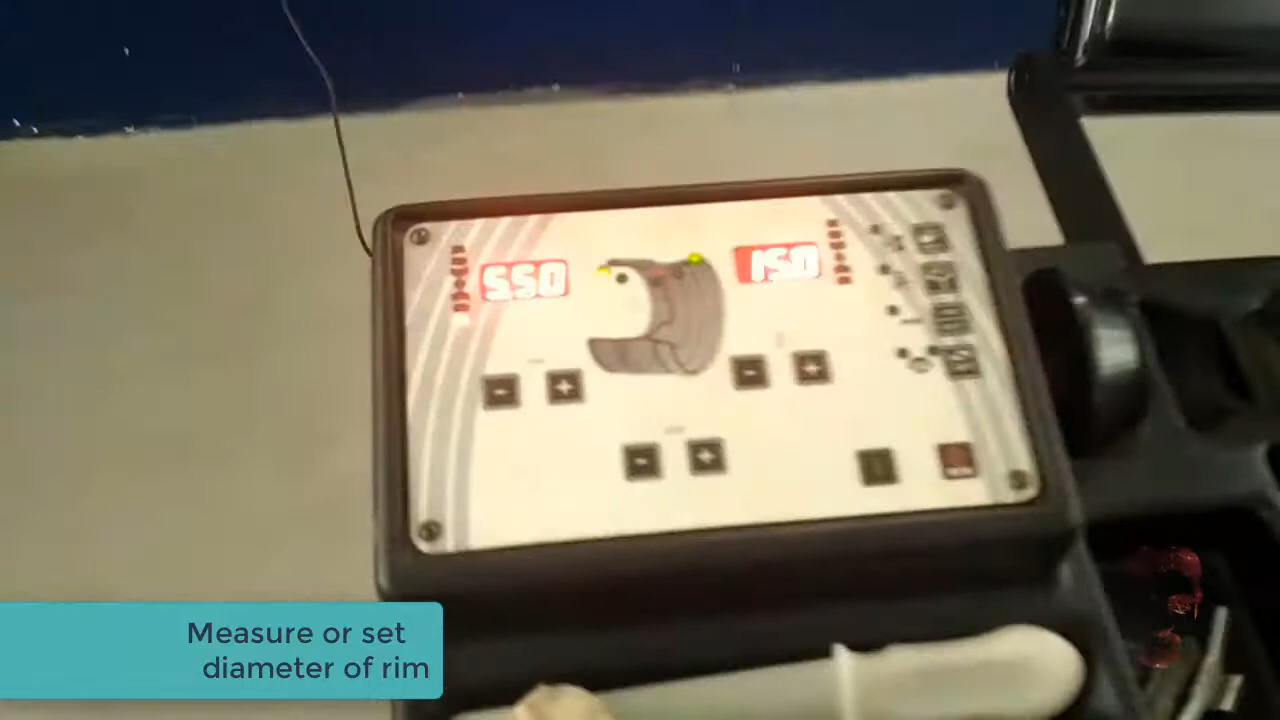 550
150
- +
- +
- +
Measure or set
diameter of rim